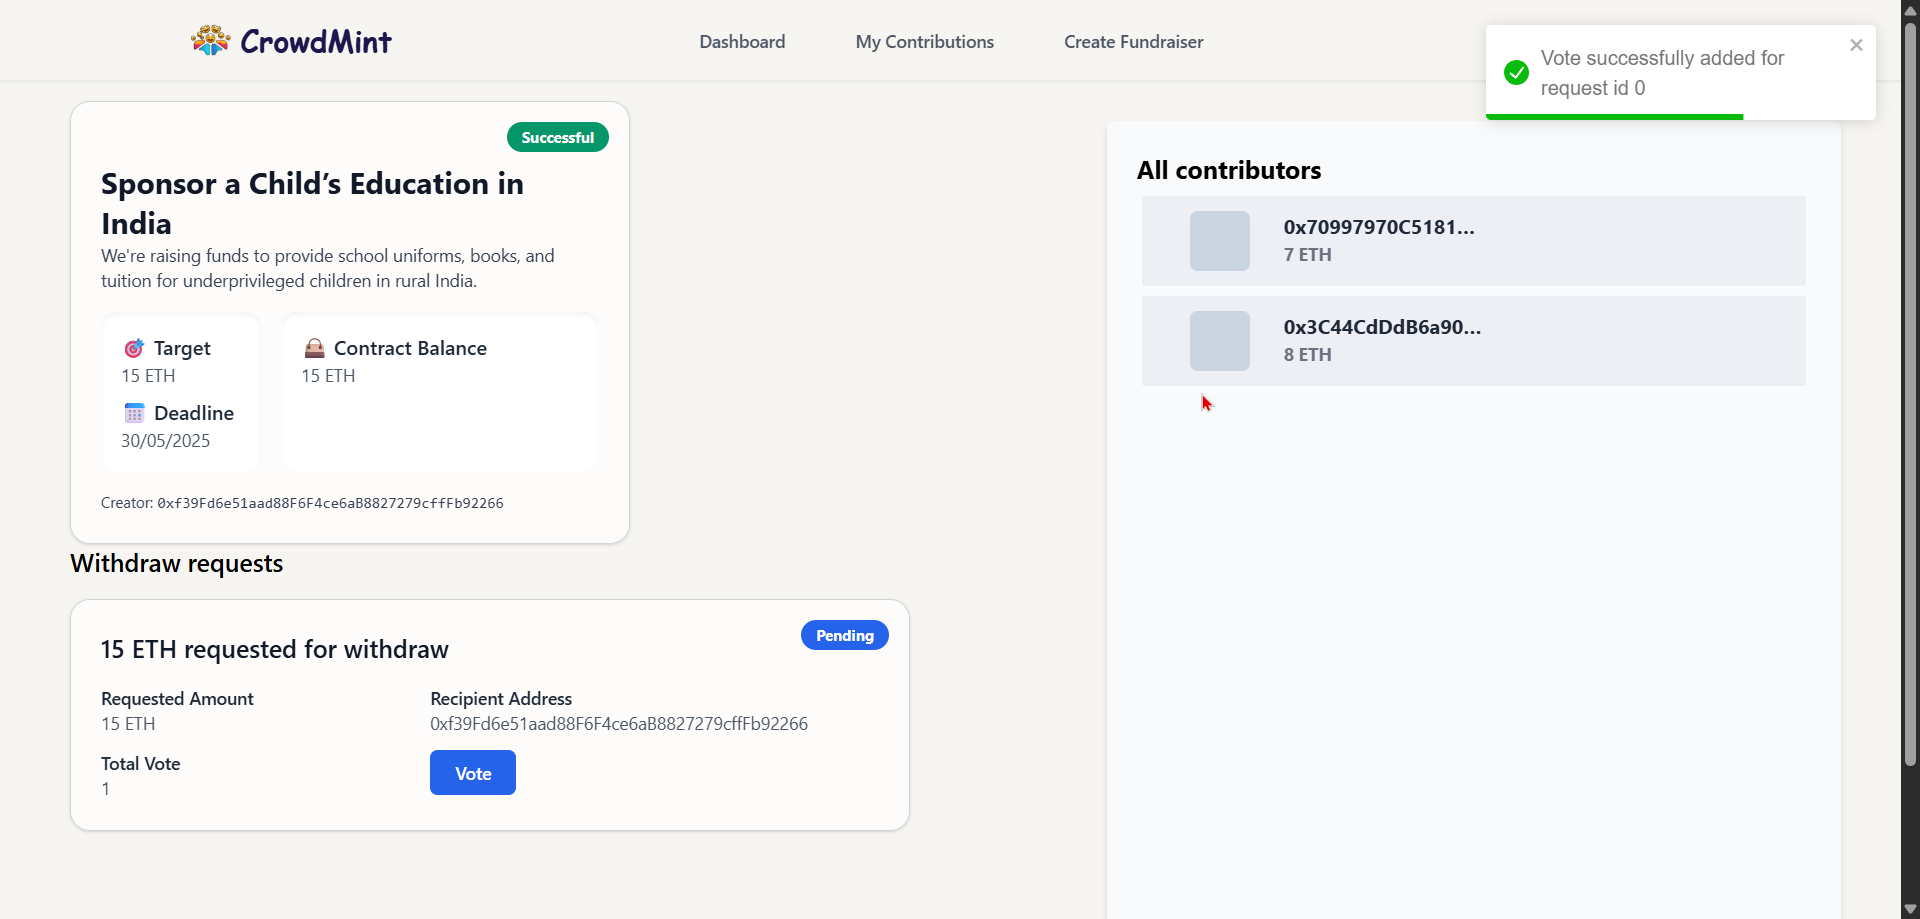 CrowdMint
Dashboard
My Contributions
Create Fundraiser
Vote successfully added for
request id 0
Successful
Sponsor a Child’s Education in
India
We're raising funds to provide school uniforms, books, and
tuition for underprivileged children in rural India.
Target
15 ETH
Deadline
30/05/2025
Contract Balance
15 ETH
Creator: 0xf39Fd6e51aad88F6F4ce6aB8827279cffFb92266
Withdraw requests
Pending
15 ETH requested for withdraw
Requested Amount
15 ETH
Recipient Address
0xf39Fd6e51aad88F6F4ce6aB8827279cffFb92266
Total Vote
1
Vote
All contributors
0x70997970C5181...
7 ETH
0x3C44CdDdB6a90...
8 ETH